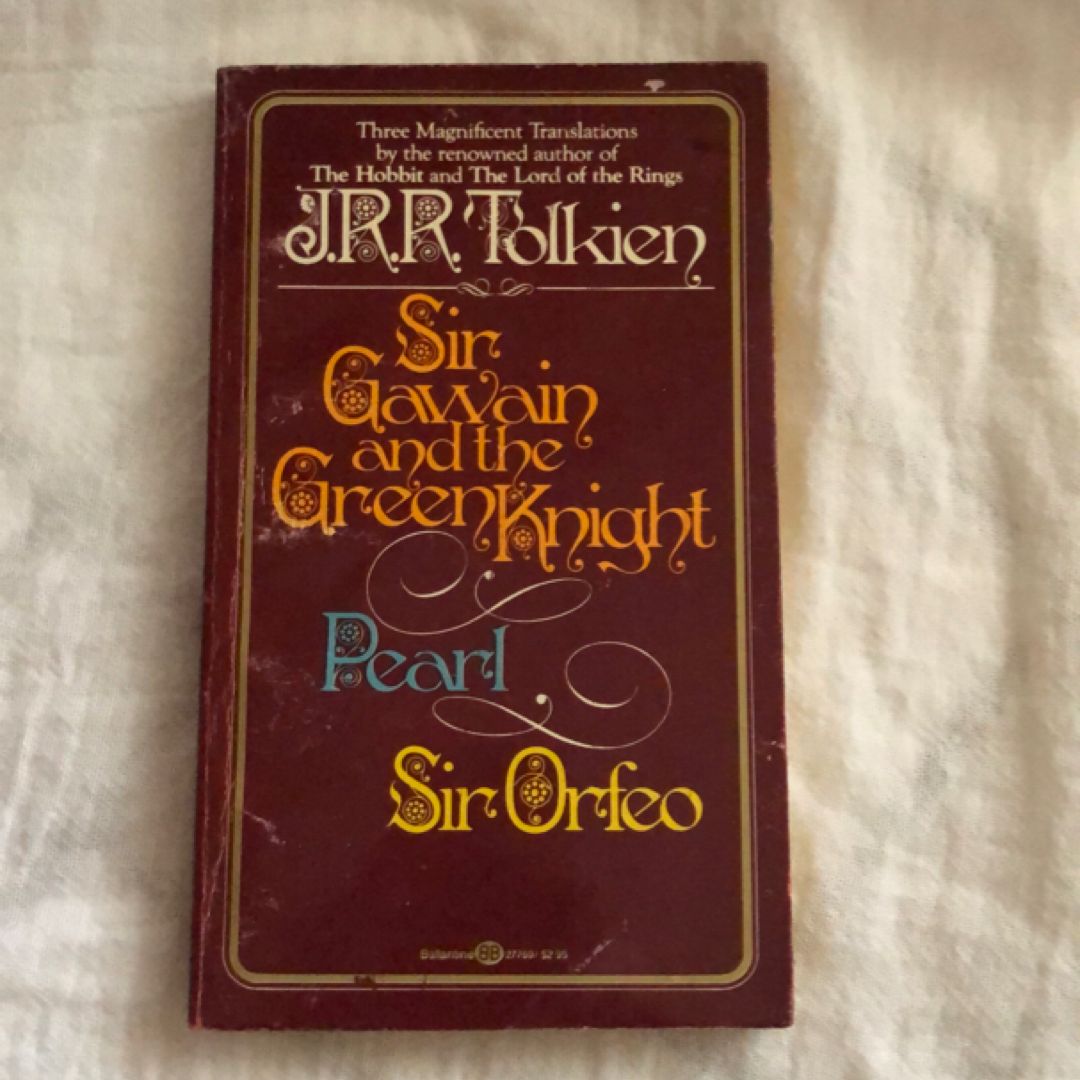 Three Magnificent Translations
by the renowned author of
The Hobbit and The Lord of the Rings
J.R.R. Tolkien
Sir
Gawain
and the
Green Knight
Pearl
Sir Orfeo
Ballantine BB